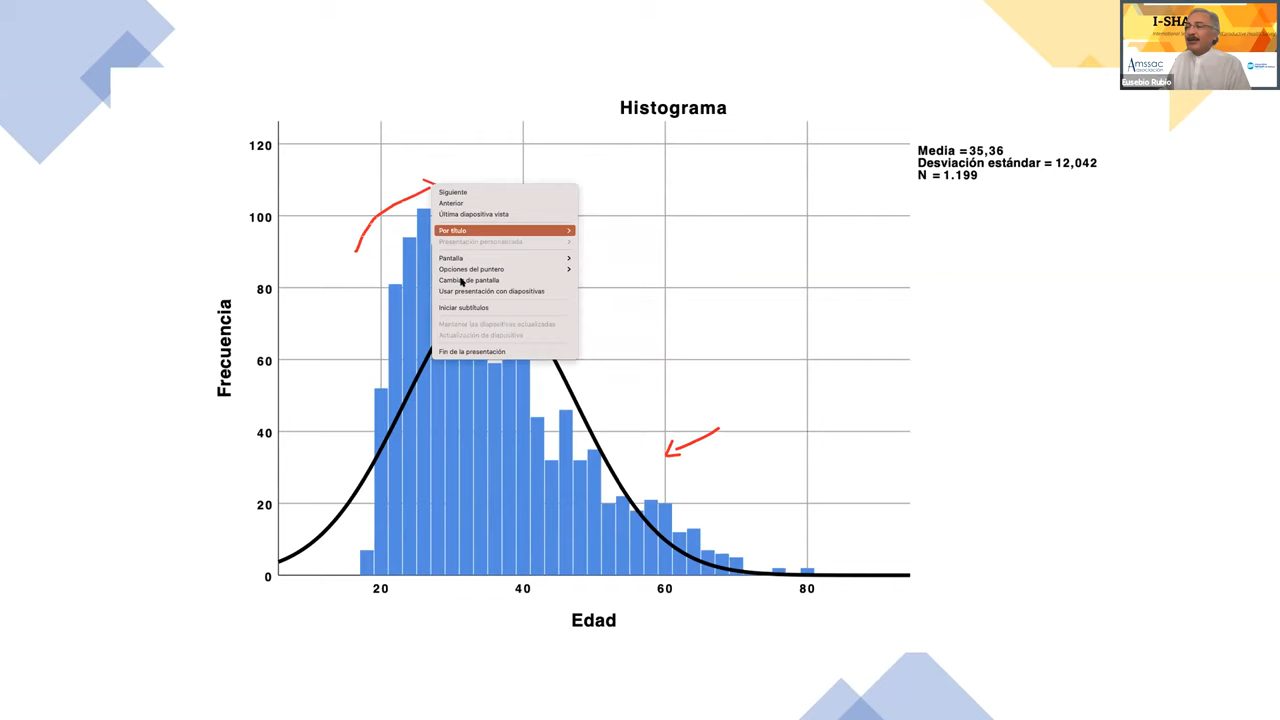 I-SHA
Amssac
ASOCIACIÓN
Eusebio Rubio
Histograma
Media =35,36
Desviación estándar = 12,042
N = 1.199
120
100
80
60
40
20
0
Frecuencia
Siguiente
Anterior
Última diapositiva vista
Por título
Presentación personalizada
Pantalla
Opciones del puntero
Cambio de pantalla
Usar presentación con diapositivas
Iniciar subtítulos
Mantener las diapositivas actualizadas
Actualización de diapositiva
Fin de la presentación
20
40
60
80
Edad